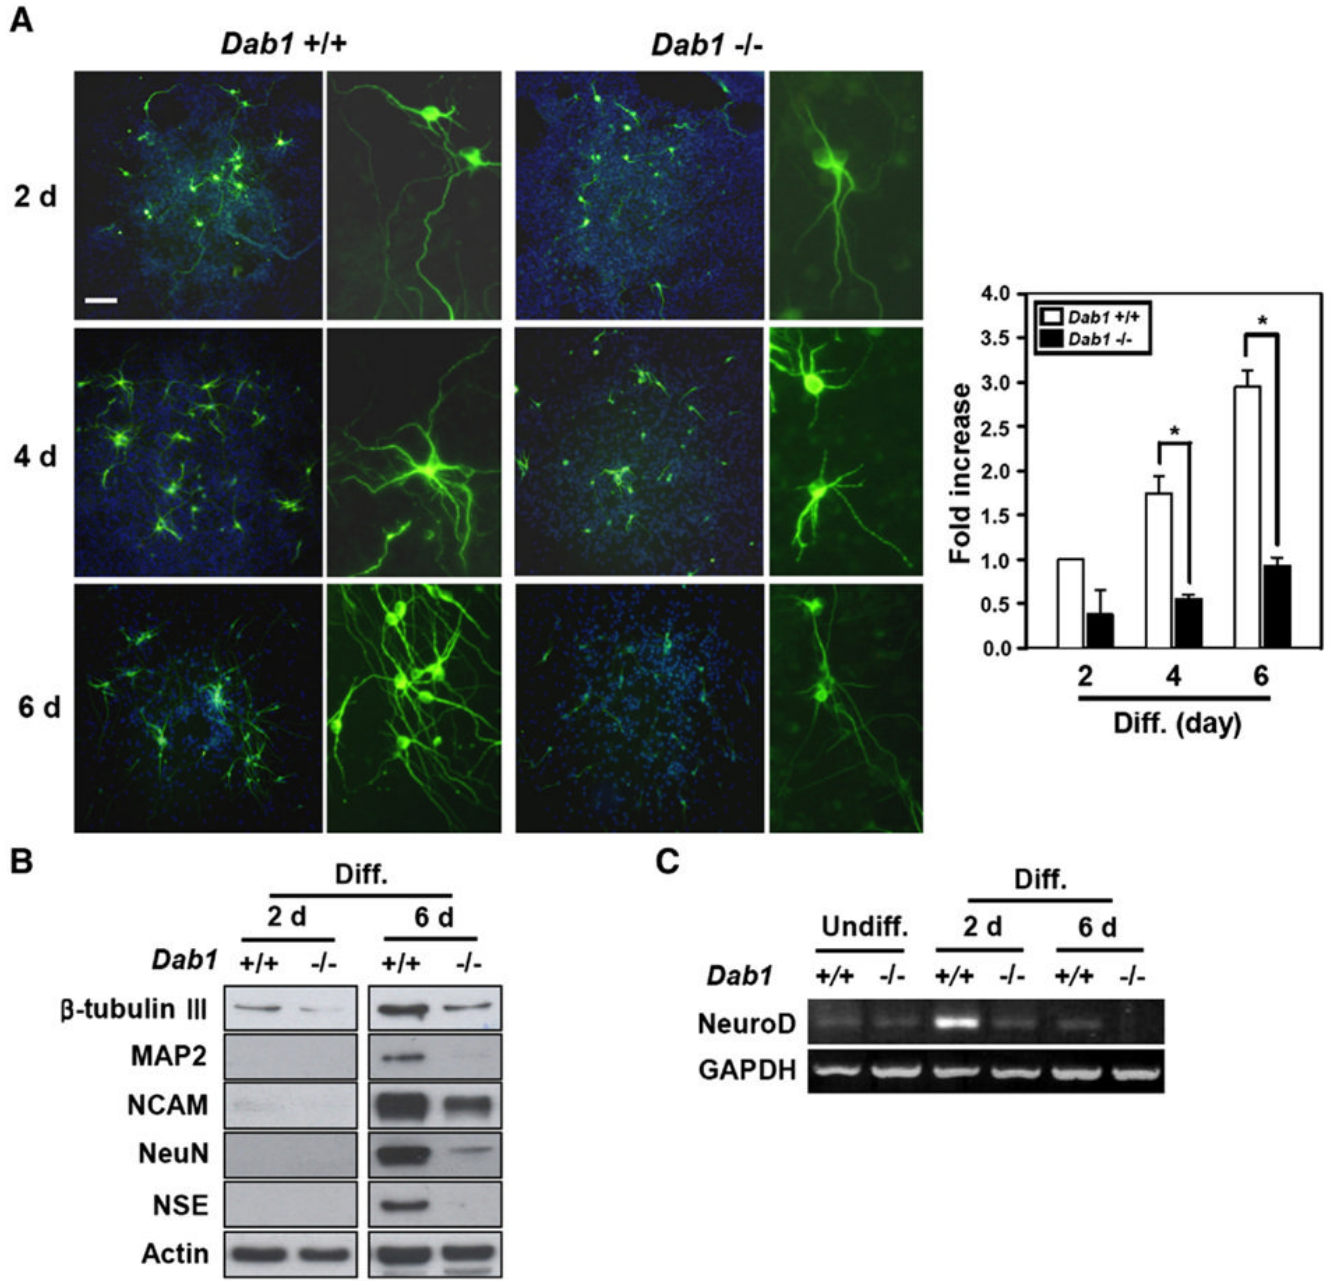 A
Dab1 +/+
Dab1 -/-
2 d
4 d
6 d
4.0
3.5
3.0
2.5
2.0
1.5
1.0
0.5
0.0
Fold increase
Dab1 +/+
Dab1 -/-
*
*
2 4 6
Diff. (day)
B
Diff.
2 d 6 d
Dab1 +/+ -/- +/+ -/-
β-tubulin III
MAP2
NCAM
NeuN
NSE
Actin
C
Diff.
Undiff. 2 d 6 d
Dab1 +/+ -/- +/+ -/- +/+ -/-
NeuroD
GAPDH